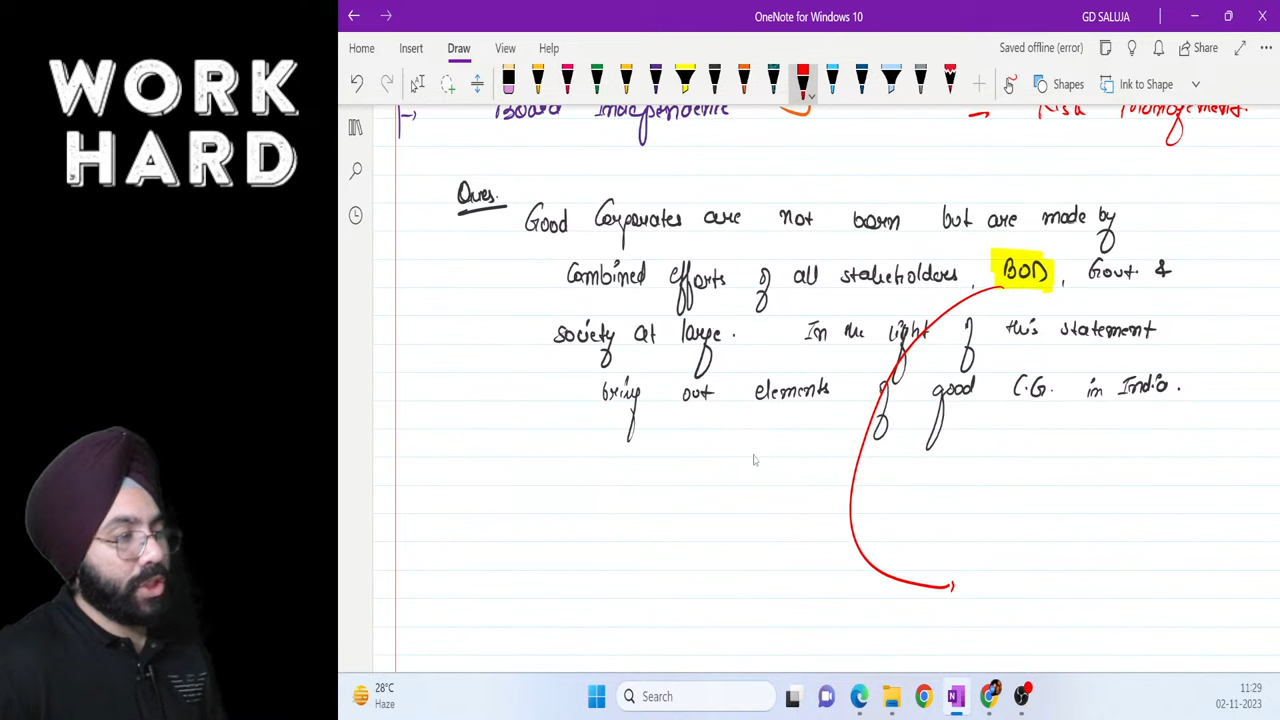 WORK
HARD
OneNote for Windows 10
GD SALUJA
Home Insert Draw View Help
Saved offline (error)
Share
Shapes
Ink to Shape
Board Independence
Risk Management.
Ques.
Good Corporates are not born but are made by
Combined efforts of all stakeholders, BOD, Govt. &
society at large. In the light of this statement
bring out elements of good C.G. in India.
28°C
Haze
Search
11:29
02-11-2023